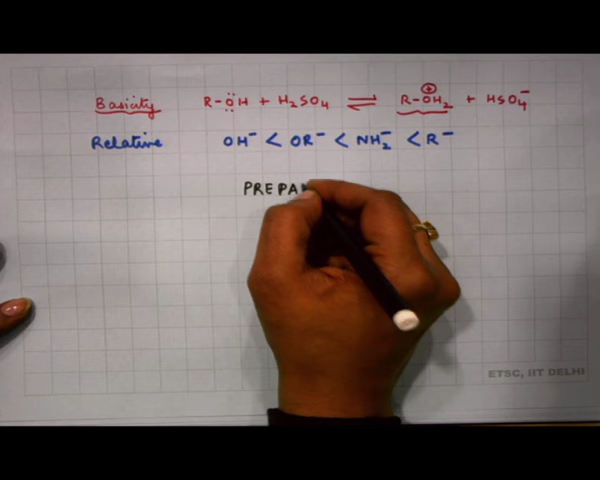 Basicity R-ÖH + H₂SO₄ ⇌ R-OH₂ ⊕ + HSO₄⁻
Relative OH⁻ < OR⁻ < NH₂⁻ < R⁻
PREPA
ETSC, IIT DELHI